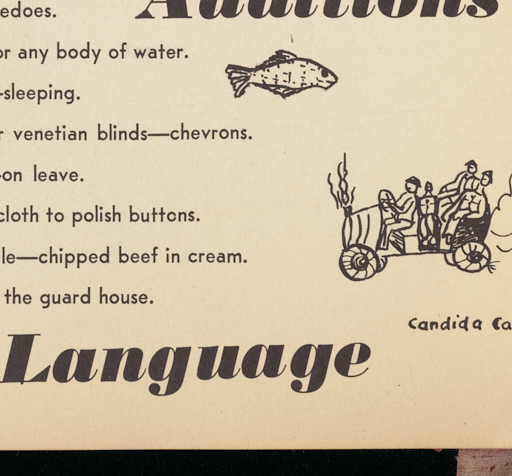 edoes.
Additions
or any body of water.
-sleeping.
r venetian blinds—chevrons.
-on leave.
cloth to polish buttons.
le—chipped beef in cream.
the guard house.
Candida Ca
Language